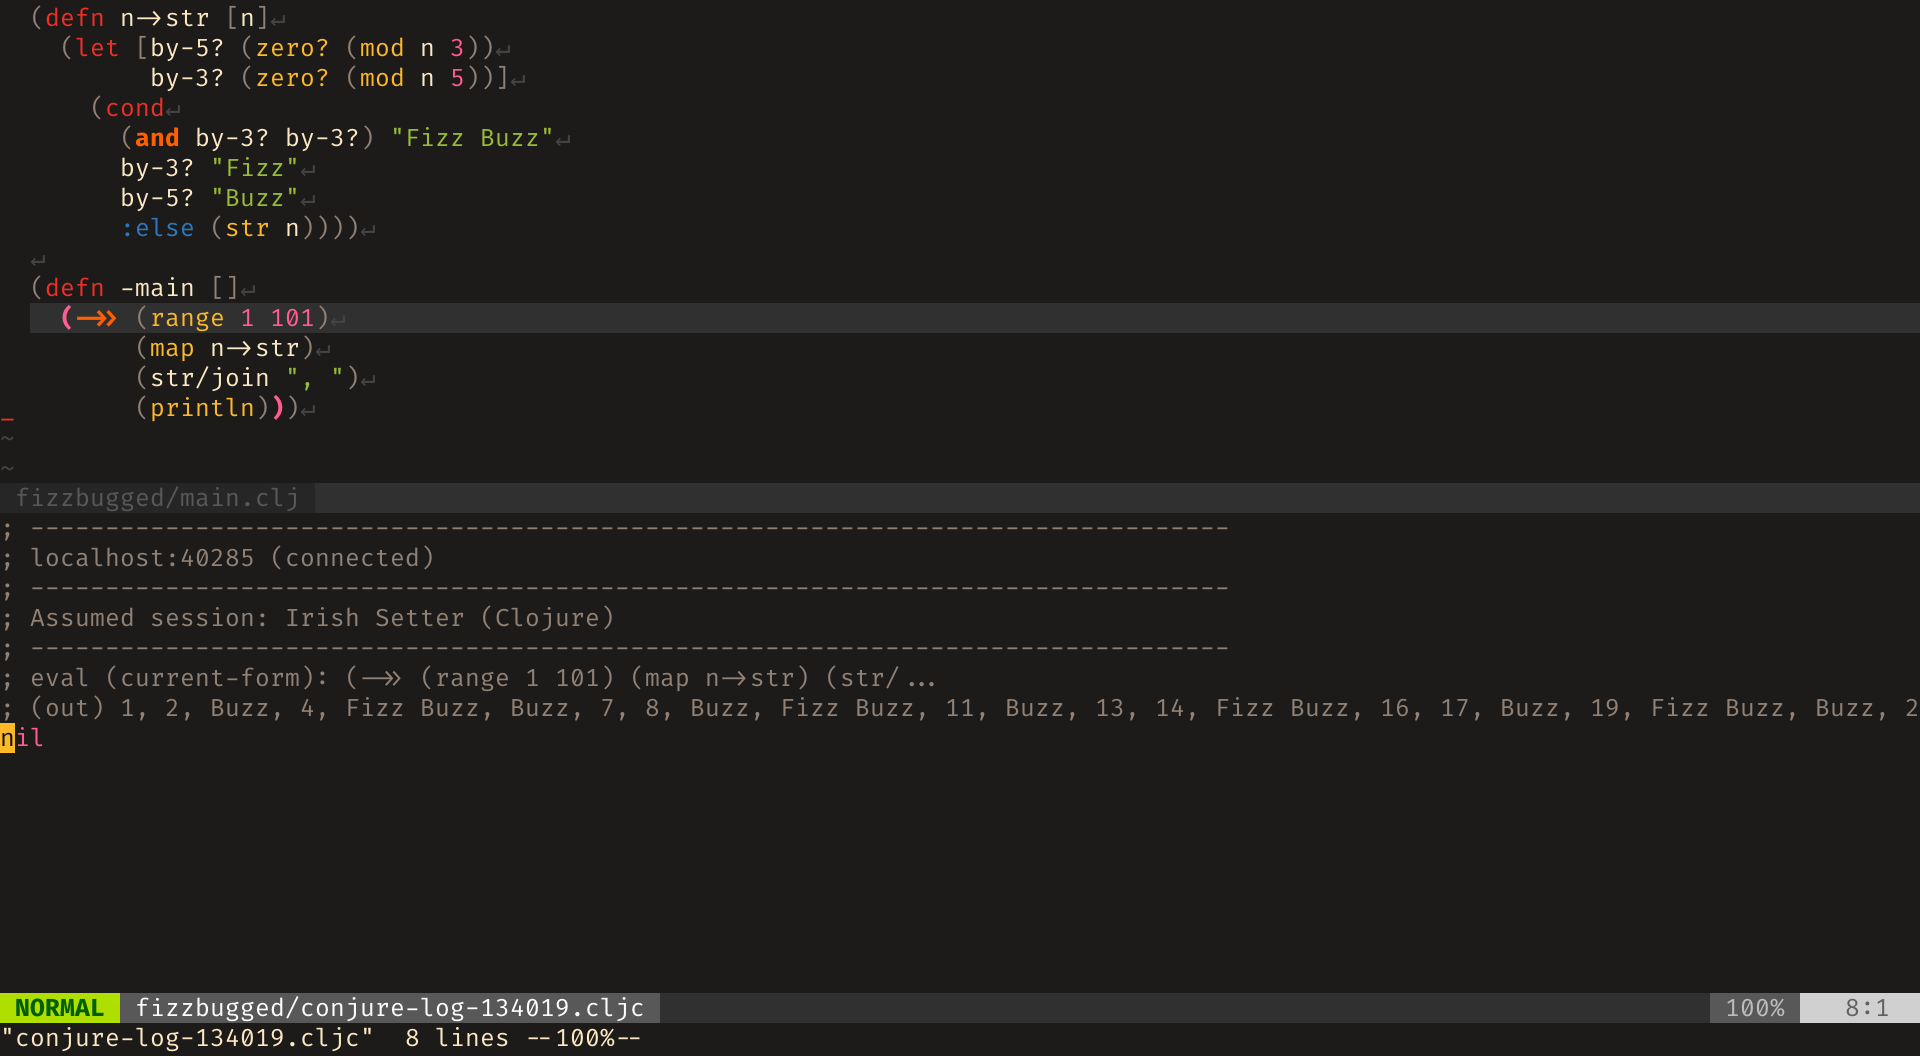 (defn n->str [n]↵
  (let [by-5? (zero? (mod n 3))↵
        by-3? (zero? (mod n 5))]↵
    (cond↵
      (and by-3? by-3?) "Fizz Buzz"↵
      by-3? "Fizz"↵
      by-5? "Buzz"↵
      :else (str n))))↵
↵
(defn -main []↵
  (->> (range 1 101)↵
       (map n->str)↵
       (str/join ", ")↵
_      (println)))↵
~
~
fizzbugged/main.clj
; --------------------------------------------------------------------------------
; localhost:40285 (connected)
; --------------------------------------------------------------------------------
; Assumed session: Irish Setter (Clojure)
; --------------------------------------------------------------------------------
; eval (current-form): (->> (range 1 101) (map n->str) (str/...
; (out) 1, 2, Buzz, 4, Fizz Buzz, Buzz, 7, 8, Buzz, Fizz Buzz, 11, Buzz, 13, 14, Fizz Buzz, 16, 17, Buzz, 19, Fizz Buzz, Buzz, 2
nil
NORMAL fizzbugged/conjure-log-134019.cljc 100% 8:1
"conjure-log-134019.cljc" 8 lines --100%--